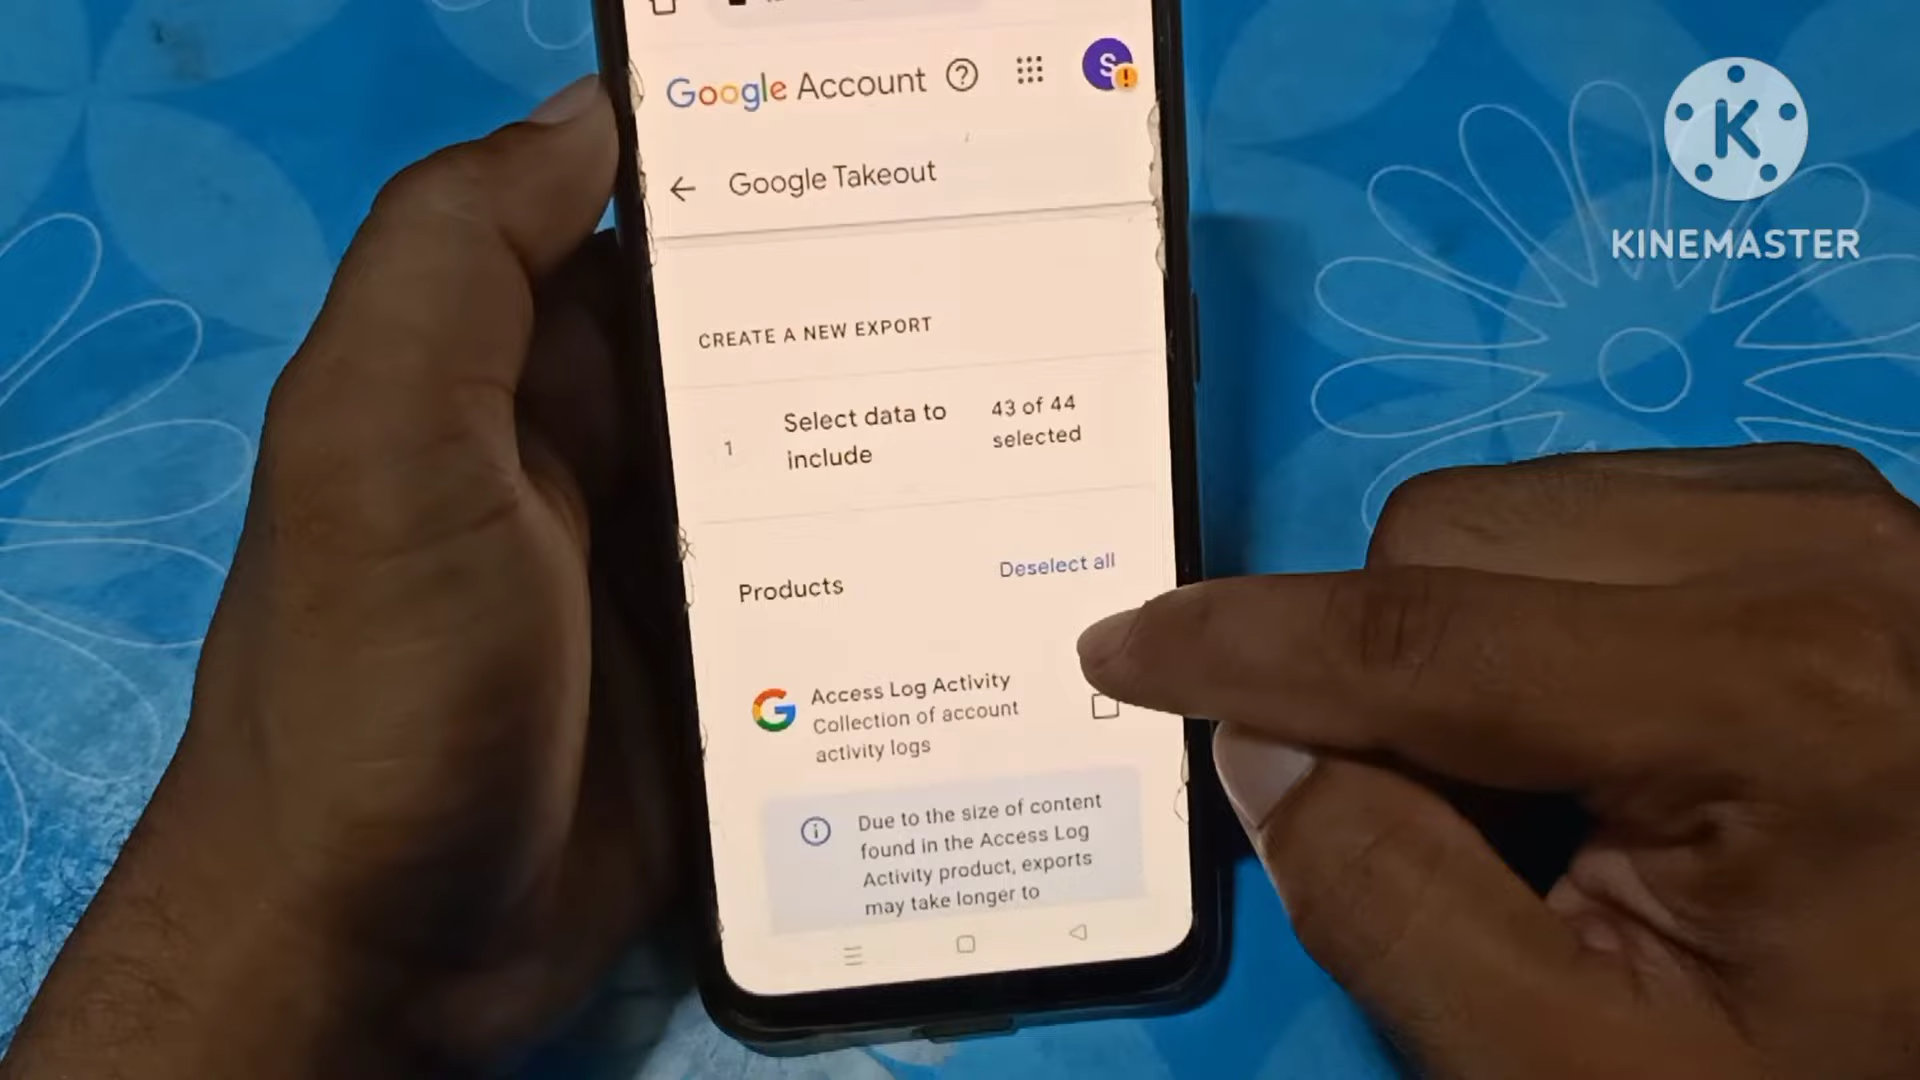 Google Account
S
Google Takeout
CREATE A NEW EXPORT
1
Select data to
include
43 of 44
selected
Products
Deselect all
Access Log Activity
Collection of account
activity logs
Due to the size of content
found in the Access Log
Activity product, exports
may take longer to
K
KINEMASTER